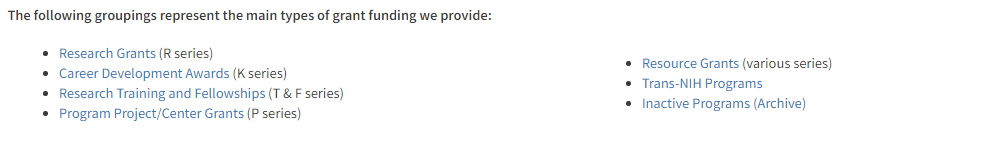 The following groupings represent the main types of grant funding we provide:
Research Grants (R series)
Career Development Awards (K series)
Research Training and Fellowships (T & F series)
Program Project/Center Grants (P series)
Resource Grants (various series)
Trans-NIH Programs
Inactive Programs (Archive)